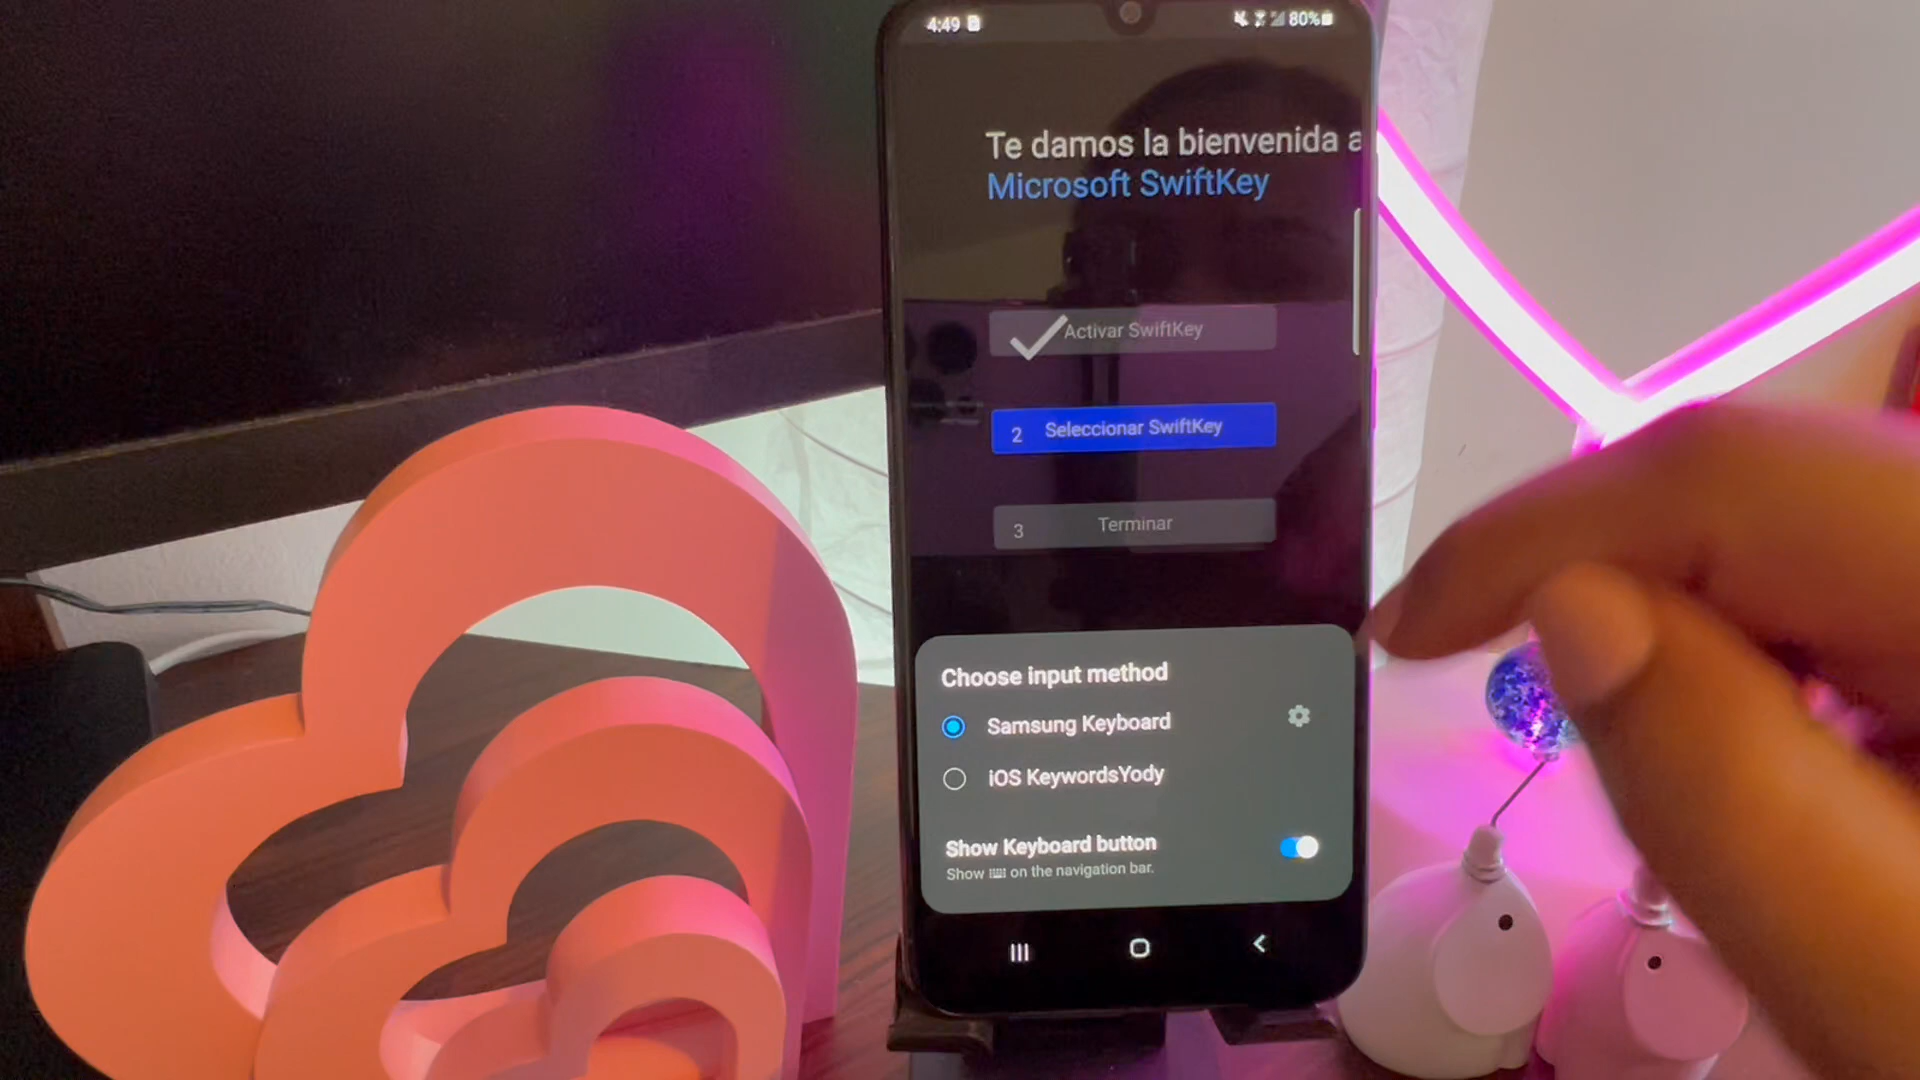 4:49
80%
Te damos la bienvenida a
Microsoft SwiftKey
Activar SwiftKey
2 Seleccionar SwiftKey
3 Terminar
Choose input method
Samsung Keyboard
iOS KeywordsYody
Show Keyboard button
Show on the navigation bar.